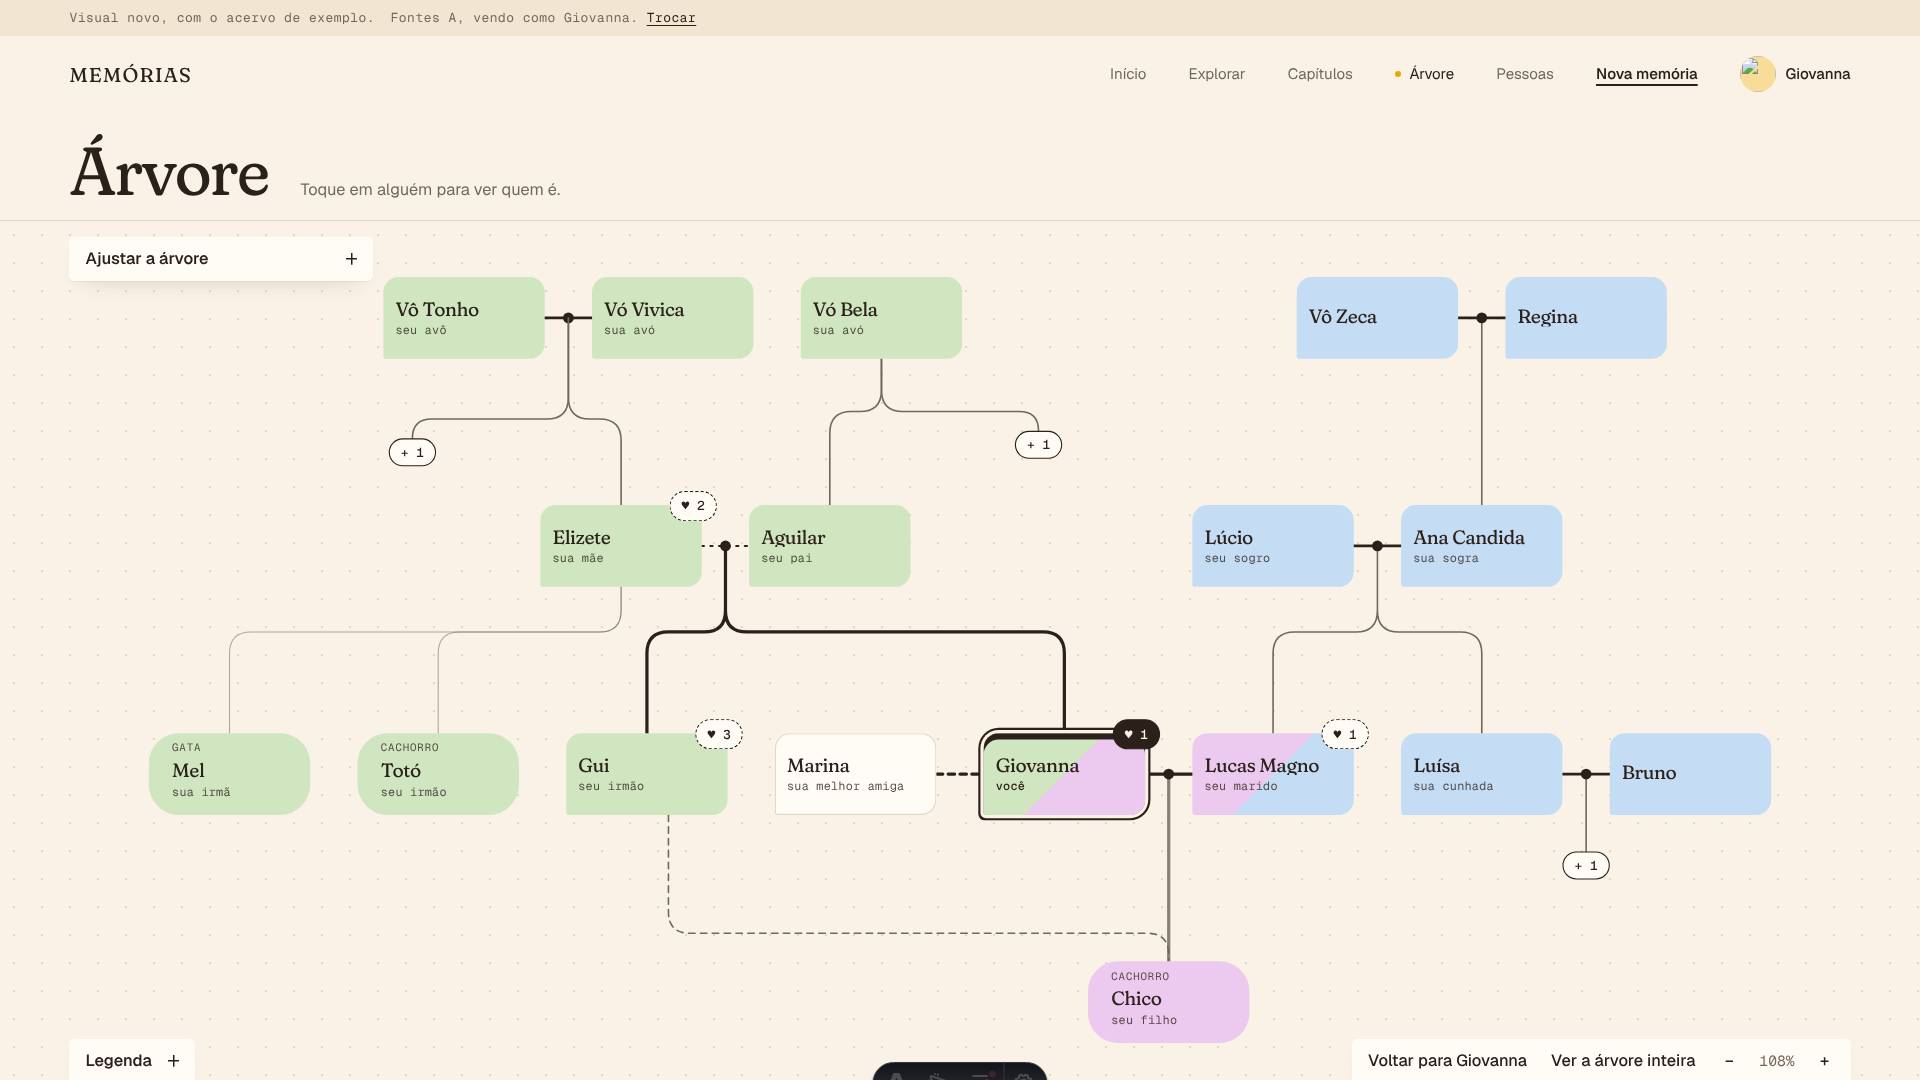 Visual novo, com o acervo de exemplo. Fontes A, vendo como Giovanna. Trocar
MEMÓRIAS
Início
Explorar
Capítulos
Árvore
Pessoas
Nova memória
Giovanna
Árvore
Toque em alguém para ver quem é.
Ajustar a árvore +
Vô Tonho
seu avô
Vó Vivica
sua avó
Vó Bela
sua avó
Vô Zeca
Regina
+ 1
+ 1
♥ 2
Elizete
sua mãe
Aguilar
seu pai
Lúcio
seu sogro
Ana Candida
sua sogra
GATA
Mel
sua irmã
CACHORRO
Totó
seu irmão
♥ 3
Gui
seu irmão
Marina
sua melhor amiga
♥ 1
Giovanna
você
♥ 1
Lucas Magno
seu marido
Luísa
sua cunhada
Bruno
+ 1
CACHORRO
Chico
seu filho
Legenda +
Voltar para Giovanna
Ver a árvore inteira
− 108% +